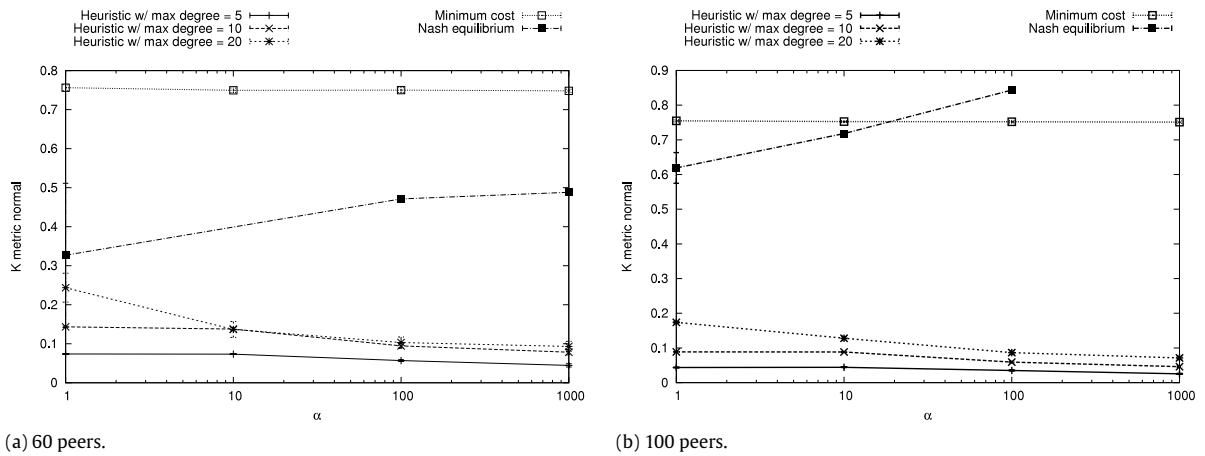 Heuristic w/ max degree = 5
Heuristic w/ max degree = 10
Heuristic w/ max degree = 20
Minimum cost
Nash equilibrium
0.8
0.7
0.6
0.5
0.4
0.3
0.2
0.1
0
K metric normal
1 10 100 1000
α
(a) 60 peers.
Heuristic w/ max degree = 5
Heuristic w/ max degree = 10
Heuristic w/ max degree = 20
Minimum cost
Nash equilibrium
0.9
0.8
0.7
0.6
0.5
0.4
0.3
0.2
0.1
0
K metric normal
1 10 100 1000
α
(b) 100 peers.